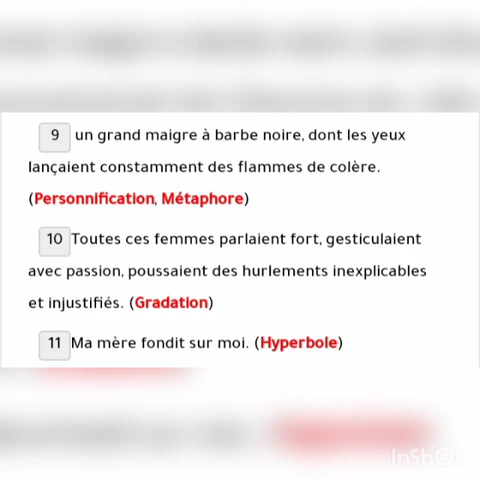 9 un grand maigre à barbe noire, dont les yeux
lançaient constamment des flammes de colère.
(Personnification, Métaphore)
10 Toutes ces femmes parlaient fort, gesticulaient
avec passion, poussaient des hurlements inexplicables
et injustifiés. (Gradation)
11 Ma mère fondit sur moi. (Hyperbole)
InShOt